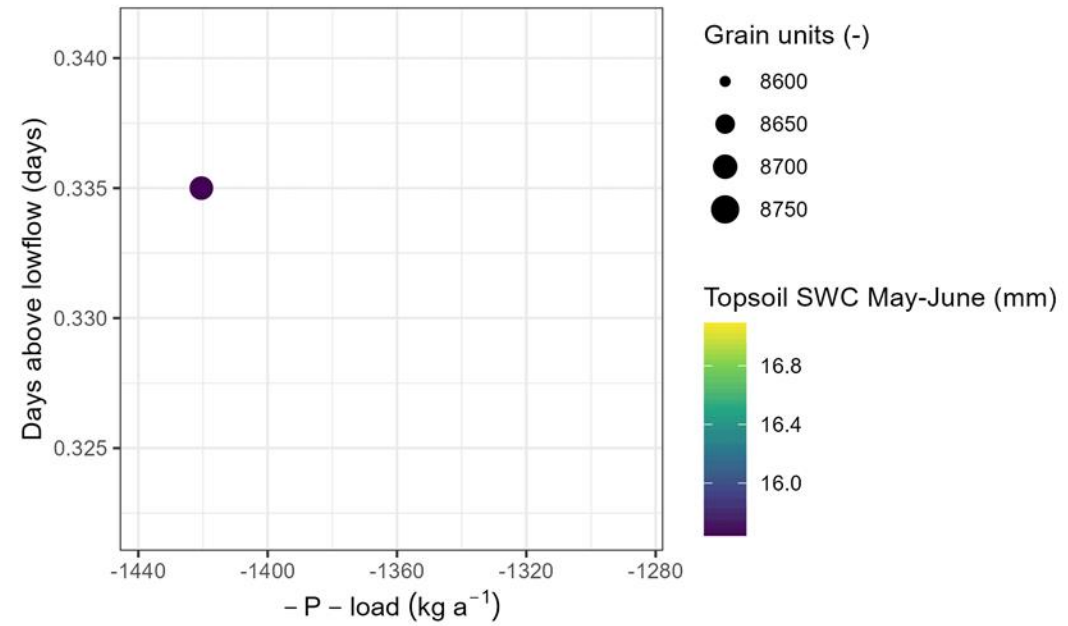 0.340
0.335
0.330
0.325
Days above lowflow (days)
-1440 -1400 -1360 -1320 -1280
– P – load (kg a⁻¹)
Grain units (-)
8600
8650
8700
8750
Topsoil SWC May-June (mm)
16.8
16.4
16.0